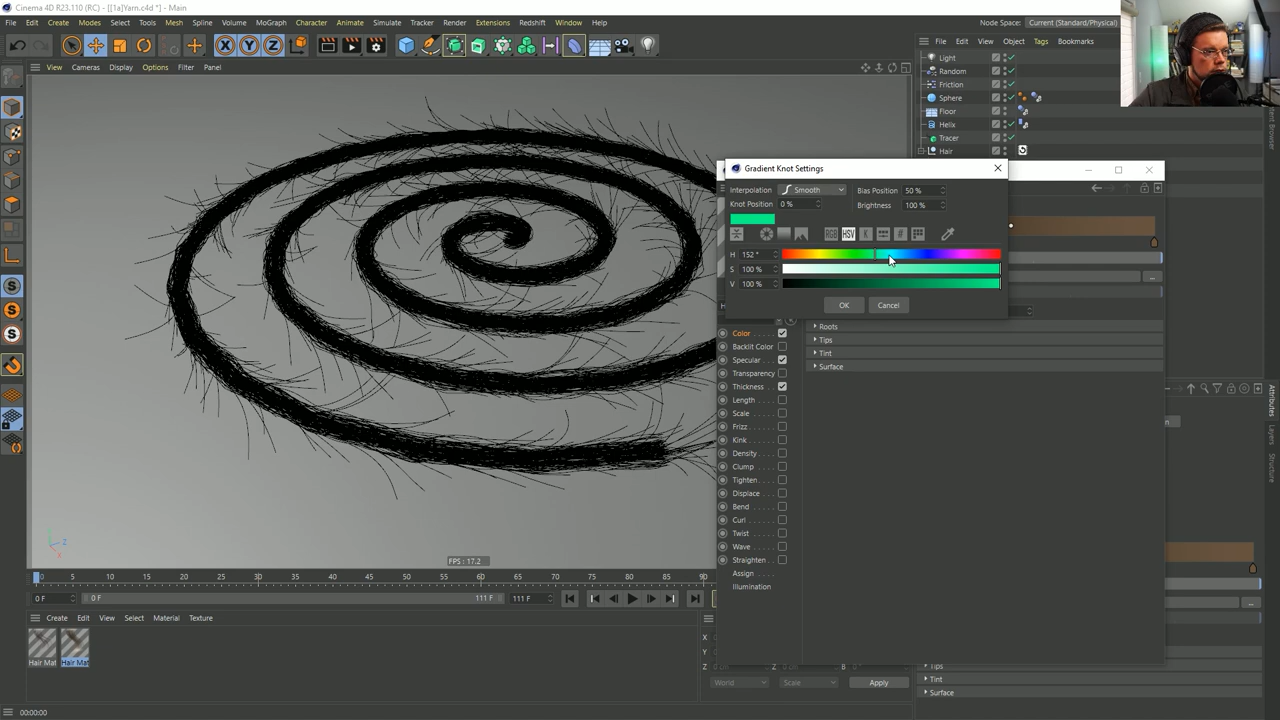 Cinema 4D R23.110 (RC) - [[1a]Yarn.c4d *] - Main
File Edit Create Modes Select Tools Mesh Spline Volume MoGraph Character Animate Simulate Tracker Render Extensions Redshift Window Help
Node Space: Current (Standard/Physical)
File Edit View Object Tags Bookmarks
View Cameras Display Options Filter Panel
X Y Z
Light
Random
Friction
Sphere
Floor
Helix
Tracer
Hair
Gradient Knot Settings
Interpolation Smooth Bias Position 50 %
Knot Position 0 % Brightness 100 %
RGB HSV K #
H 152 °
S 100 %
V 100 %
OK Cancel
Color
Backlit Color
Specular . . .
Transparency
Thickness
Length . . . .
Scale . . . . .
Frizz . . . . .
Kink . . . . .
Density . . . .
Clump . . . .
Tighten . . . .
Displace . . .
Bend . . . . .
Curl . . . . .
Twist . . . . .
Wave . . . . .
Straighten . .
Assign . . . .
Illumination
Roots
Tips
Tint
Surface
Attributes
Layers
Structure
FPS : 17.2
0 5 10 15 20 25 30 35 40 45 50 55 60 65 70 75 80 85 90
0 F 0 F 111 F 111 F
Create Edit View Select Material Texture
Hair Mat Hair Mat
X
Y
Z
World Scale Apply
Tips
Tint
Surface
00:00:00